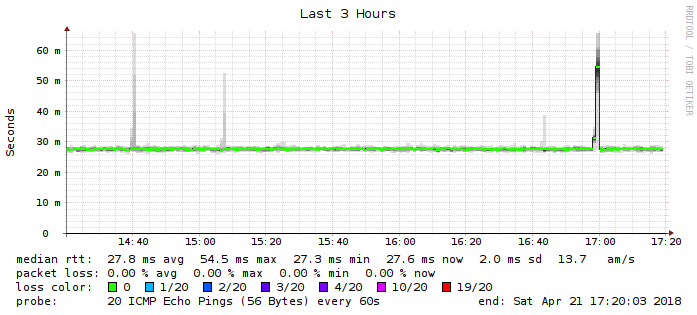 Last 3 Hours
RRDTOOL / TOBI OETIKER
Seconds
60 m
50 m
40 m
30 m
20 m
10 m
0
14:40 15:00 15:20 15:40 16:00 16:20 16:40 17:00 17:20
median rtt: 27.8 ms avg 54.5 ms max 27.3 ms min 27.6 ms now 2.0 ms sd 13.7 am/s
packet loss: 0.00 % avg 0.00 % max 0.00 % min 0.00 % now
loss color: 0 1/20 2/20 3/20 4/20 10/20 19/20
probe: 20 ICMP Echo Pings (56 Bytes) every 60s end: Sat Apr 21 17:20:03 2018